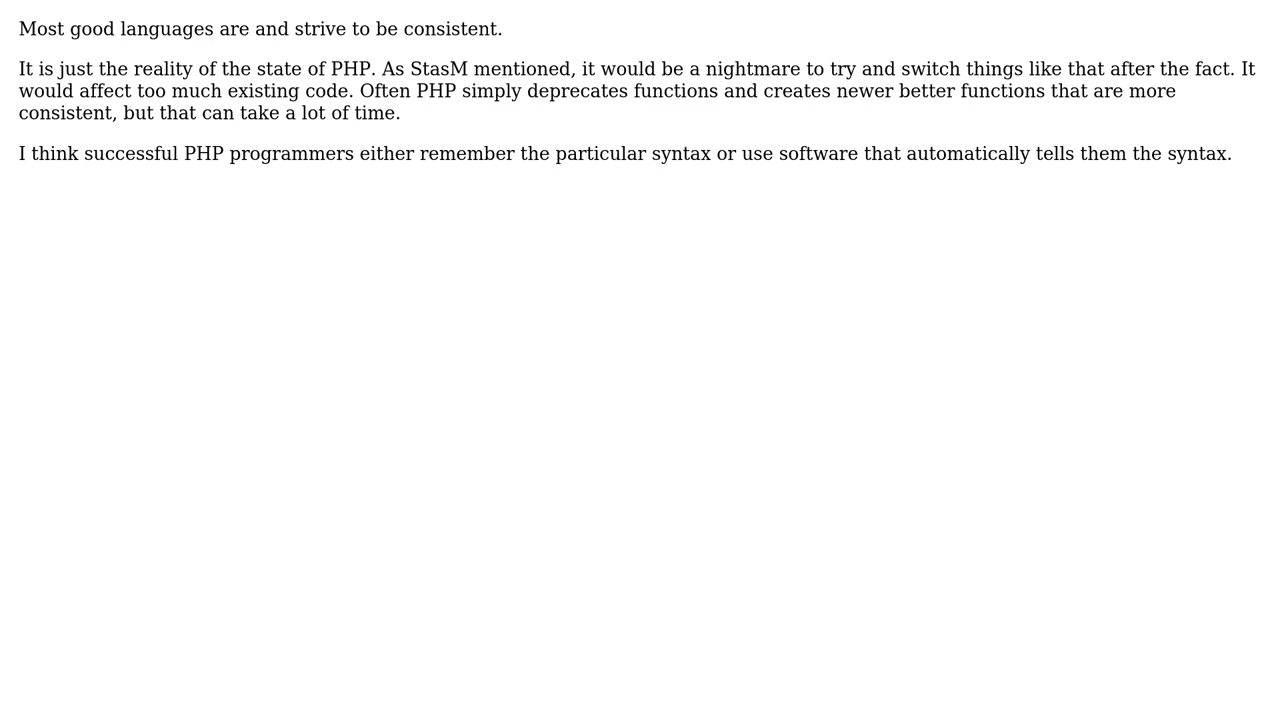 Most good languages are and strive to be consistent.
It is just the reality of the state of PHP. As StasM mentioned, it would be a nightmare to try and switch things like that after the fact. It
would affect too much existing code. Often PHP simply deprecates functions and creates newer better functions that are more
consistent, but that can take a lot of time.
I think successful PHP programmers either remember the particular syntax or use software that automatically tells them the syntax.